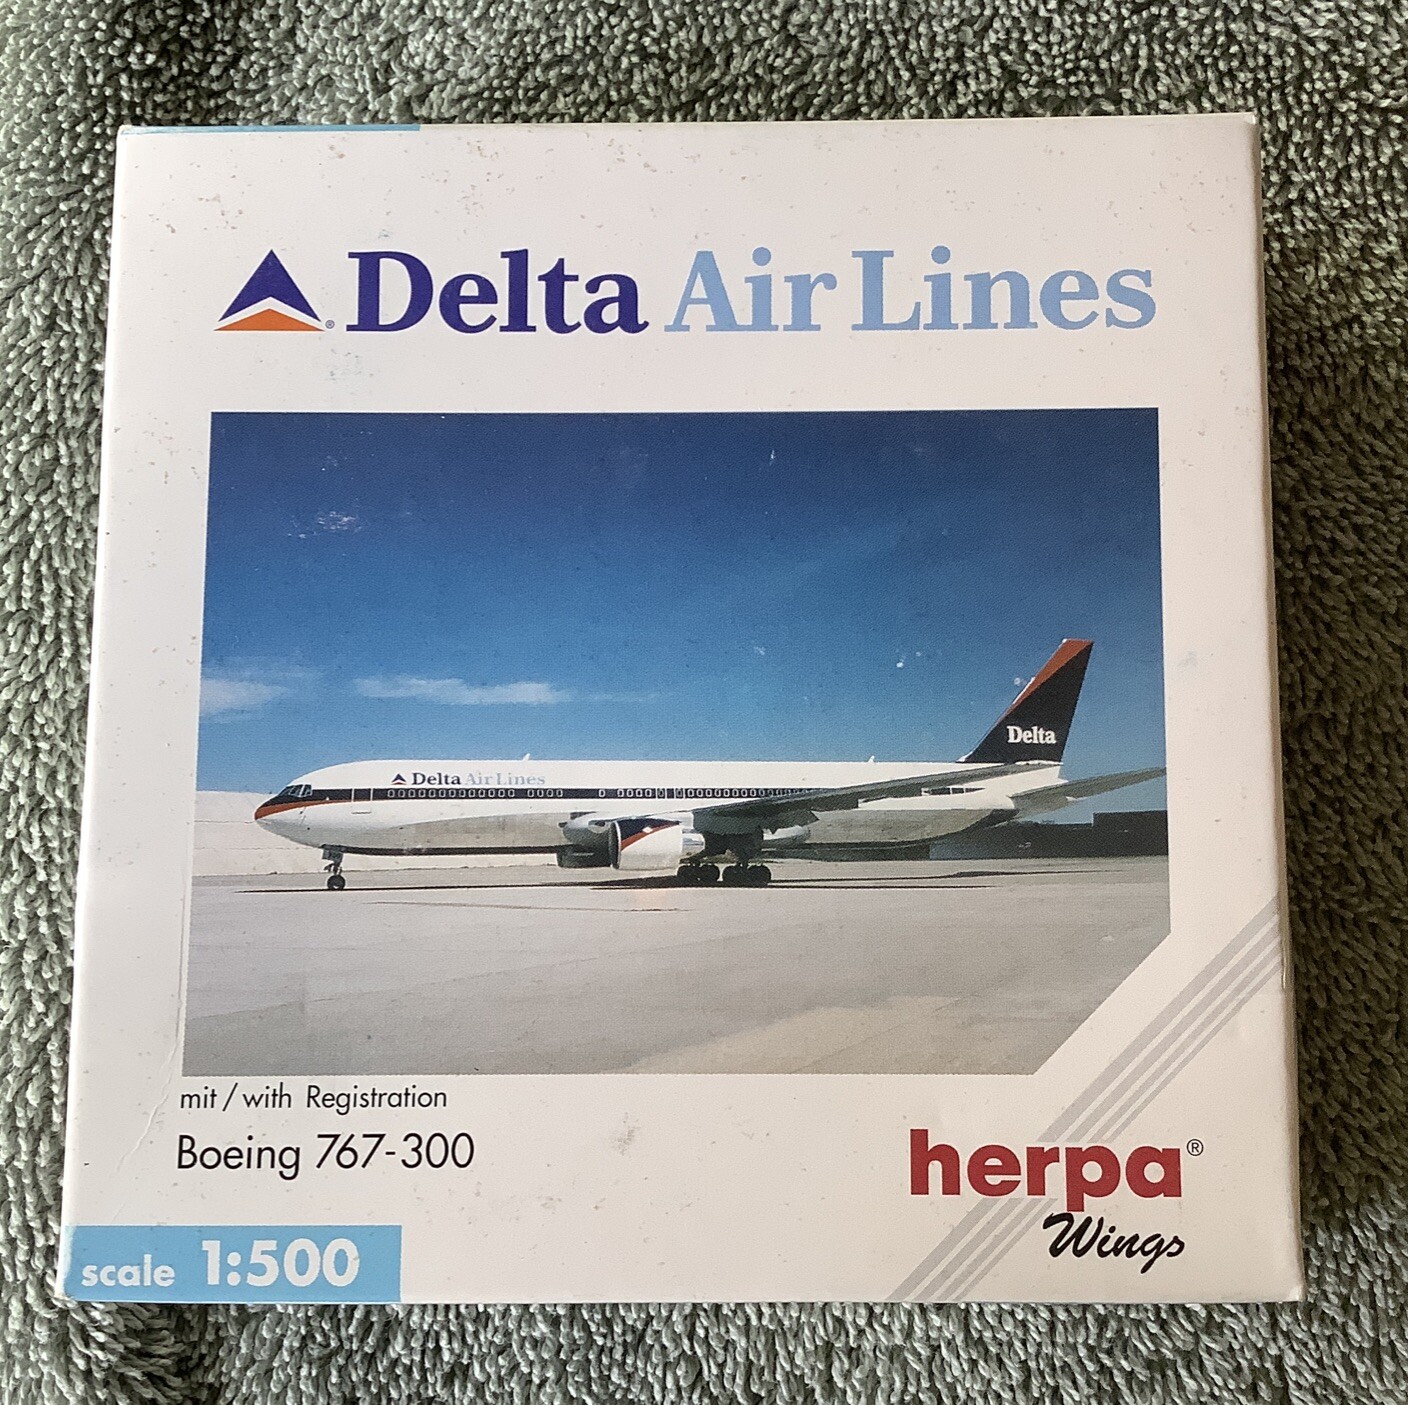 Delta Air Lines
Delta
Delta Air Lines
mit / with Registration
Boeing 767-300
herpa®
Wings
scale 1:500